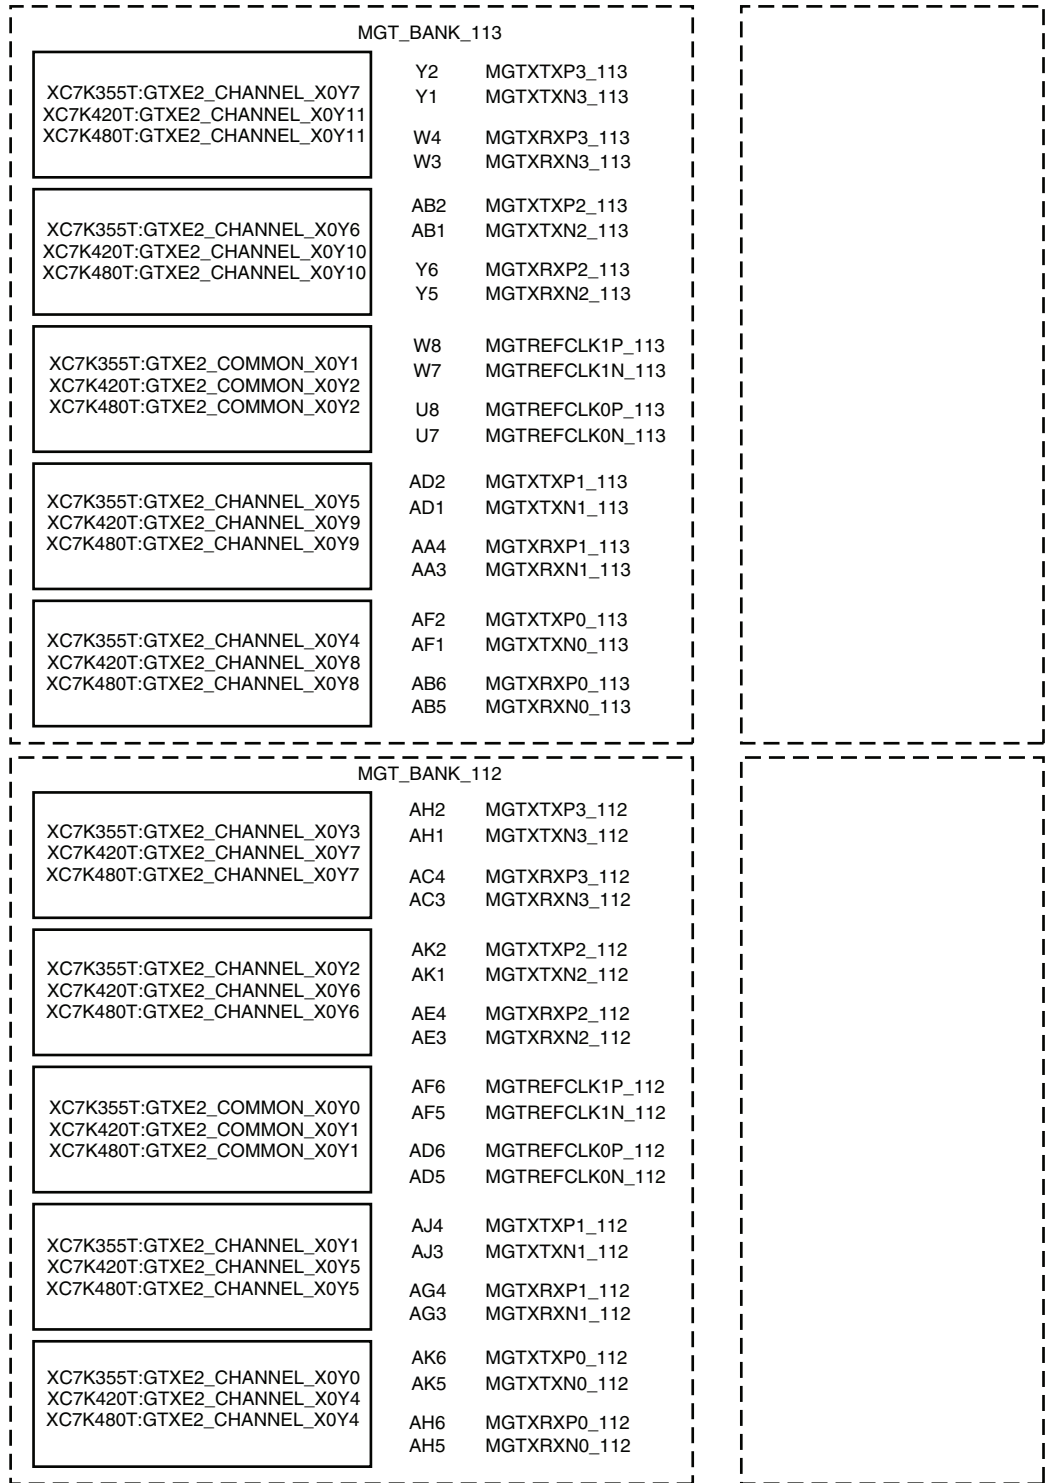 MGT_BANK_113
XC7K355T:GTXE2_CHANNEL_X0Y7
XC7K420T:GTXE2_CHANNEL_X0Y11
XC7K480T:GTXE2_CHANNEL_X0Y11
Y2 MGTXTXP3_113
Y1 MGTXTXN3_113
W4 MGTXRXP3_113
W3 MGTXRXN3_113
XC7K355T:GTXE2_CHANNEL_X0Y6
XC7K420T:GTXE2_CHANNEL_X0Y10
XC7K480T:GTXE2_CHANNEL_X0Y10
AB2 MGTXTXP2_113
AB1 MGTXTXN2_113
Y6 MGTXRXP2_113
Y5 MGTXRXN2_113
XC7K355T:GTXE2_COMMON_X0Y1
XC7K420T:GTXE2_COMMON_X0Y2
XC7K480T:GTXE2_COMMON_X0Y2
W8 MGTREFCLK1P_113
W7 MGTREFCLK1N_113
U8 MGTREFCLK0P_113
U7 MGTREFCLK0N_113
XC7K355T:GTXE2_CHANNEL_X0Y5
XC7K420T:GTXE2_CHANNEL_X0Y9
XC7K480T:GTXE2_CHANNEL_X0Y9
AD2 MGTXTXP1_113
AD1 MGTXTXN1_113
AA4 MGTXRXP1_113
AA3 MGTXRXN1_113
XC7K355T:GTXE2_CHANNEL_X0Y4
XC7K420T:GTXE2_CHANNEL_X0Y8
XC7K480T:GTXE2_CHANNEL_X0Y8
AF2 MGTXTXP0_113
AF1 MGTXTXN0_113
AB6 MGTXRXP0_113
AB5 MGTXRXN0_113
MGT_BANK_112
XC7K355T:GTXE2_CHANNEL_X0Y3
XC7K420T:GTXE2_CHANNEL_X0Y7
XC7K480T:GTXE2_CHANNEL_X0Y7
AH2 MGTXTXP3_112
AH1 MGTXTXN3_112
AC4 MGTXRXP3_112
AC3 MGTXRXN3_112
XC7K355T:GTXE2_CHANNEL_X0Y2
XC7K420T:GTXE2_CHANNEL_X0Y6
XC7K480T:GTXE2_CHANNEL_X0Y6
AK2 MGTXTXP2_112
AK1 MGTXTXN2_112
AE4 MGTXRXP2_112
AE3 MGTXRXN2_112
XC7K355T:GTXE2_COMMON_X0Y0
XC7K420T:GTXE2_COMMON_X0Y1
XC7K480T:GTXE2_COMMON_X0Y1
AF6 MGTREFCLK1P_112
AF5 MGTREFCLK1N_112
AD6 MGTREFCLK0P_112
AD5 MGTREFCLK0N_112
XC7K355T:GTXE2_CHANNEL_X0Y1
XC7K420T:GTXE2_CHANNEL_X0Y5
XC7K480T:GTXE2_CHANNEL_X0Y5
AJ4 MGTXTXP1_112
AJ3 MGTXTXN1_112
AG4 MGTXRXP1_112
AG3 MGTXRXN1_112
XC7K355T:GTXE2_CHANNEL_X0Y0
XC7K420T:GTXE2_CHANNEL_X0Y4
XC7K480T:GTXE2_CHANNEL_X0Y4
AK6 MGTXTXP0_112
AK5 MGTXTXN0_112
AH6 MGTXRXP0_112
AH5 MGTXRXN0_112